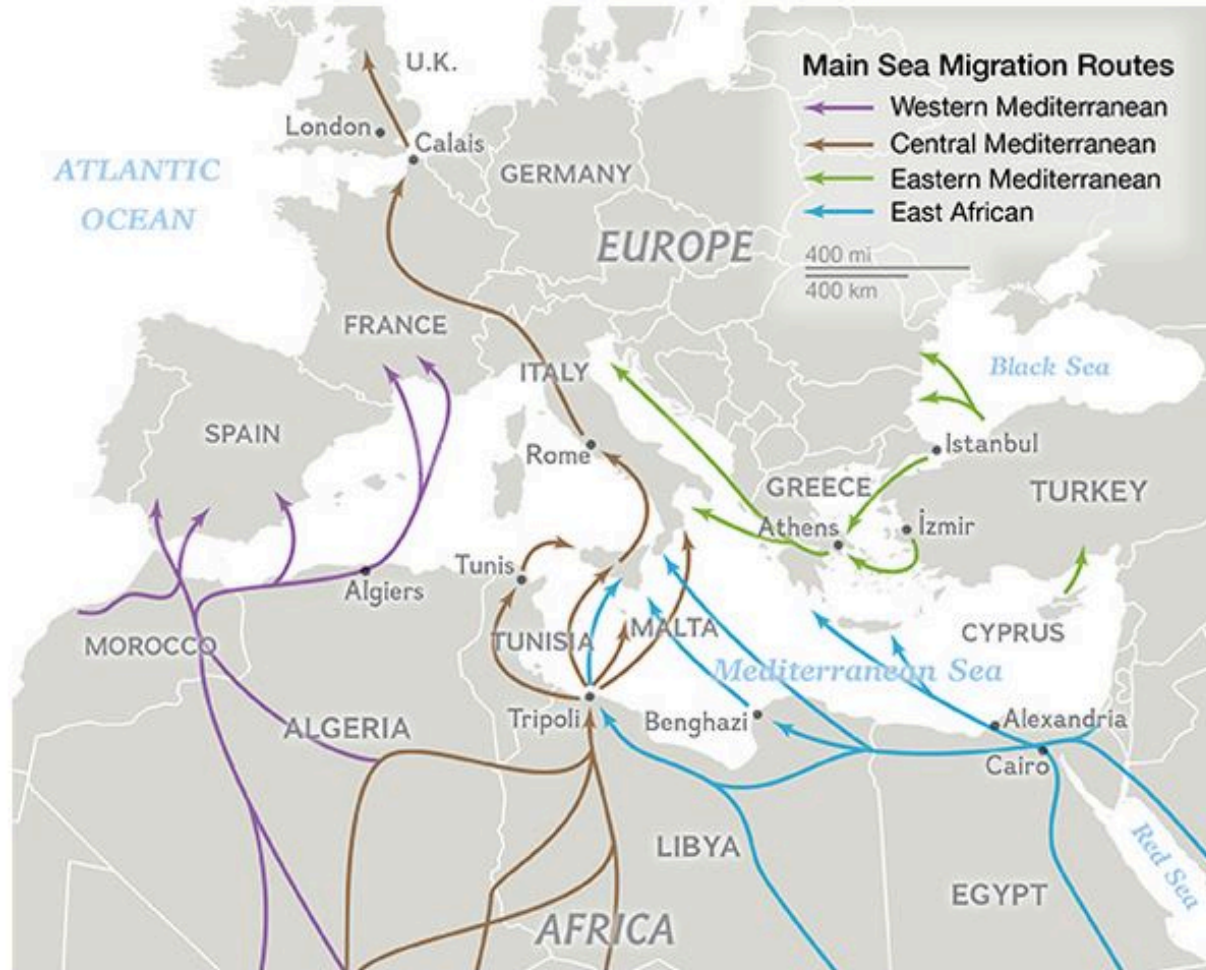 Main Sea Migration Routes
Western Mediterranean
Central Mediterranean
Eastern Mediterranean
East African
400 mi
400 km
U.K.
London
Calais
ATLANTIC
OCEAN
GERMANY
EUROPE
FRANCE
ITALY
Black Sea
SPAIN
Rome
Istanbul
GREECE
TURKEY
Athens
İzmir
Tunis
Algiers
MOROCCO
TUNISIA
MALTA
CYPRUS
Mediterranean Sea
ALGERIA
Tripoli
Benghazi
Alexandria
Cairo
LIBYA
Red Sea
EGYPT
AFRICA